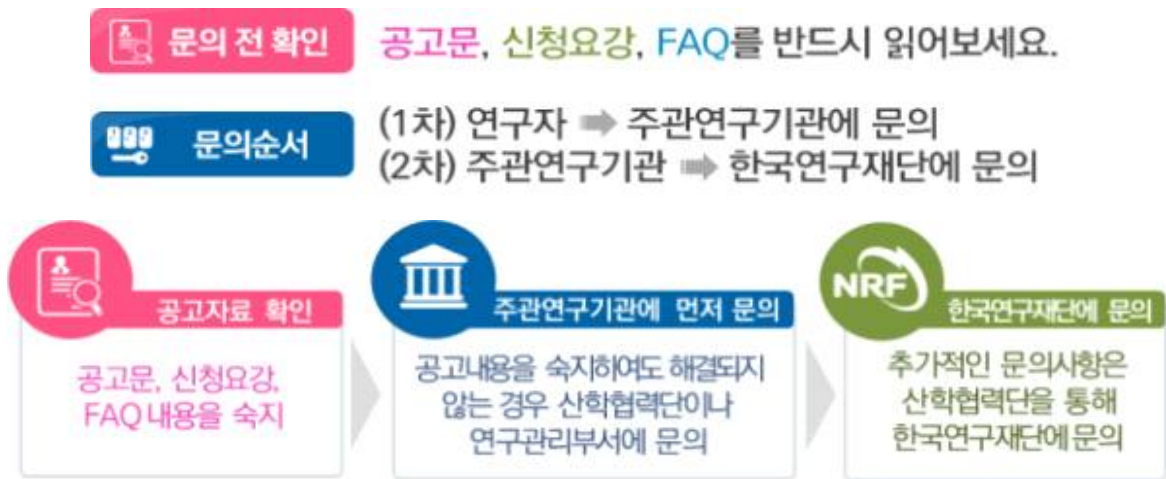 문의 전 확인
공고문, 신청요강, FAQ를 반드시 읽어보세요.
문의순서
(1차) 연구자 ➡ 주관연구기관에 문의
(2차) 주관연구기관 ➡ 한국연구재단에 문의
공고자료 확인
공고문, 신청요강,
FAQ 내용을 숙지
주관연구기관에 먼저 문의
공고내용을 숙지하여도 해결되지
않는 경우 산학협력단이나
연구관리부서에 문의
NRF
한국연구재단에 문의
추가적인 문의사항은
산학협력단을 통해
한국연구재단에 문의